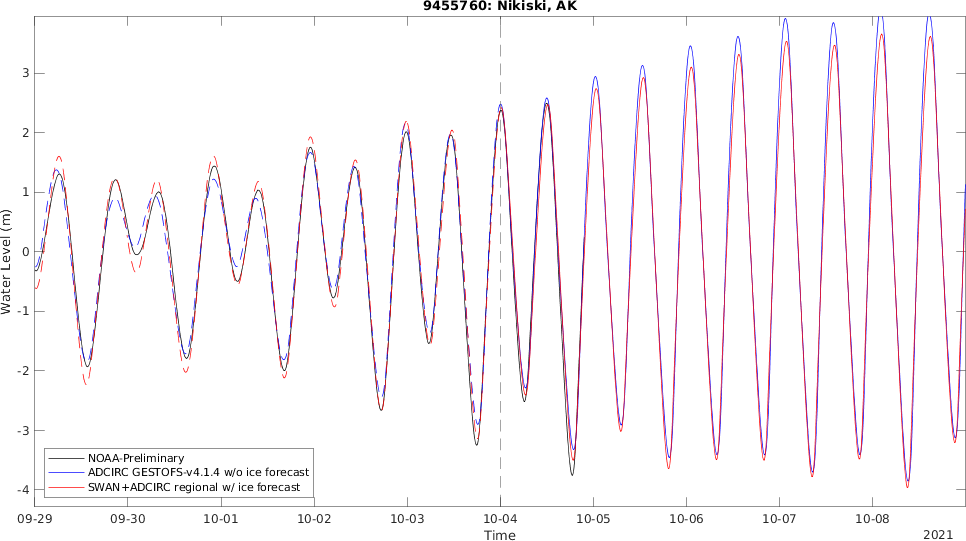 9455760: Nikiski, AK
Water Level (m)
3
2
1
0
-1
-2
-3
-4
NOAA-Preliminary
ADCIRC GESTOFS-v4.1.4 w/o ice forecast
SWAN+ADCIRC regional w/ ice forecast
09-29 09-30 10-01 10-02 10-03 10-04 10-05 10-06 10-07 10-08
Time
2021